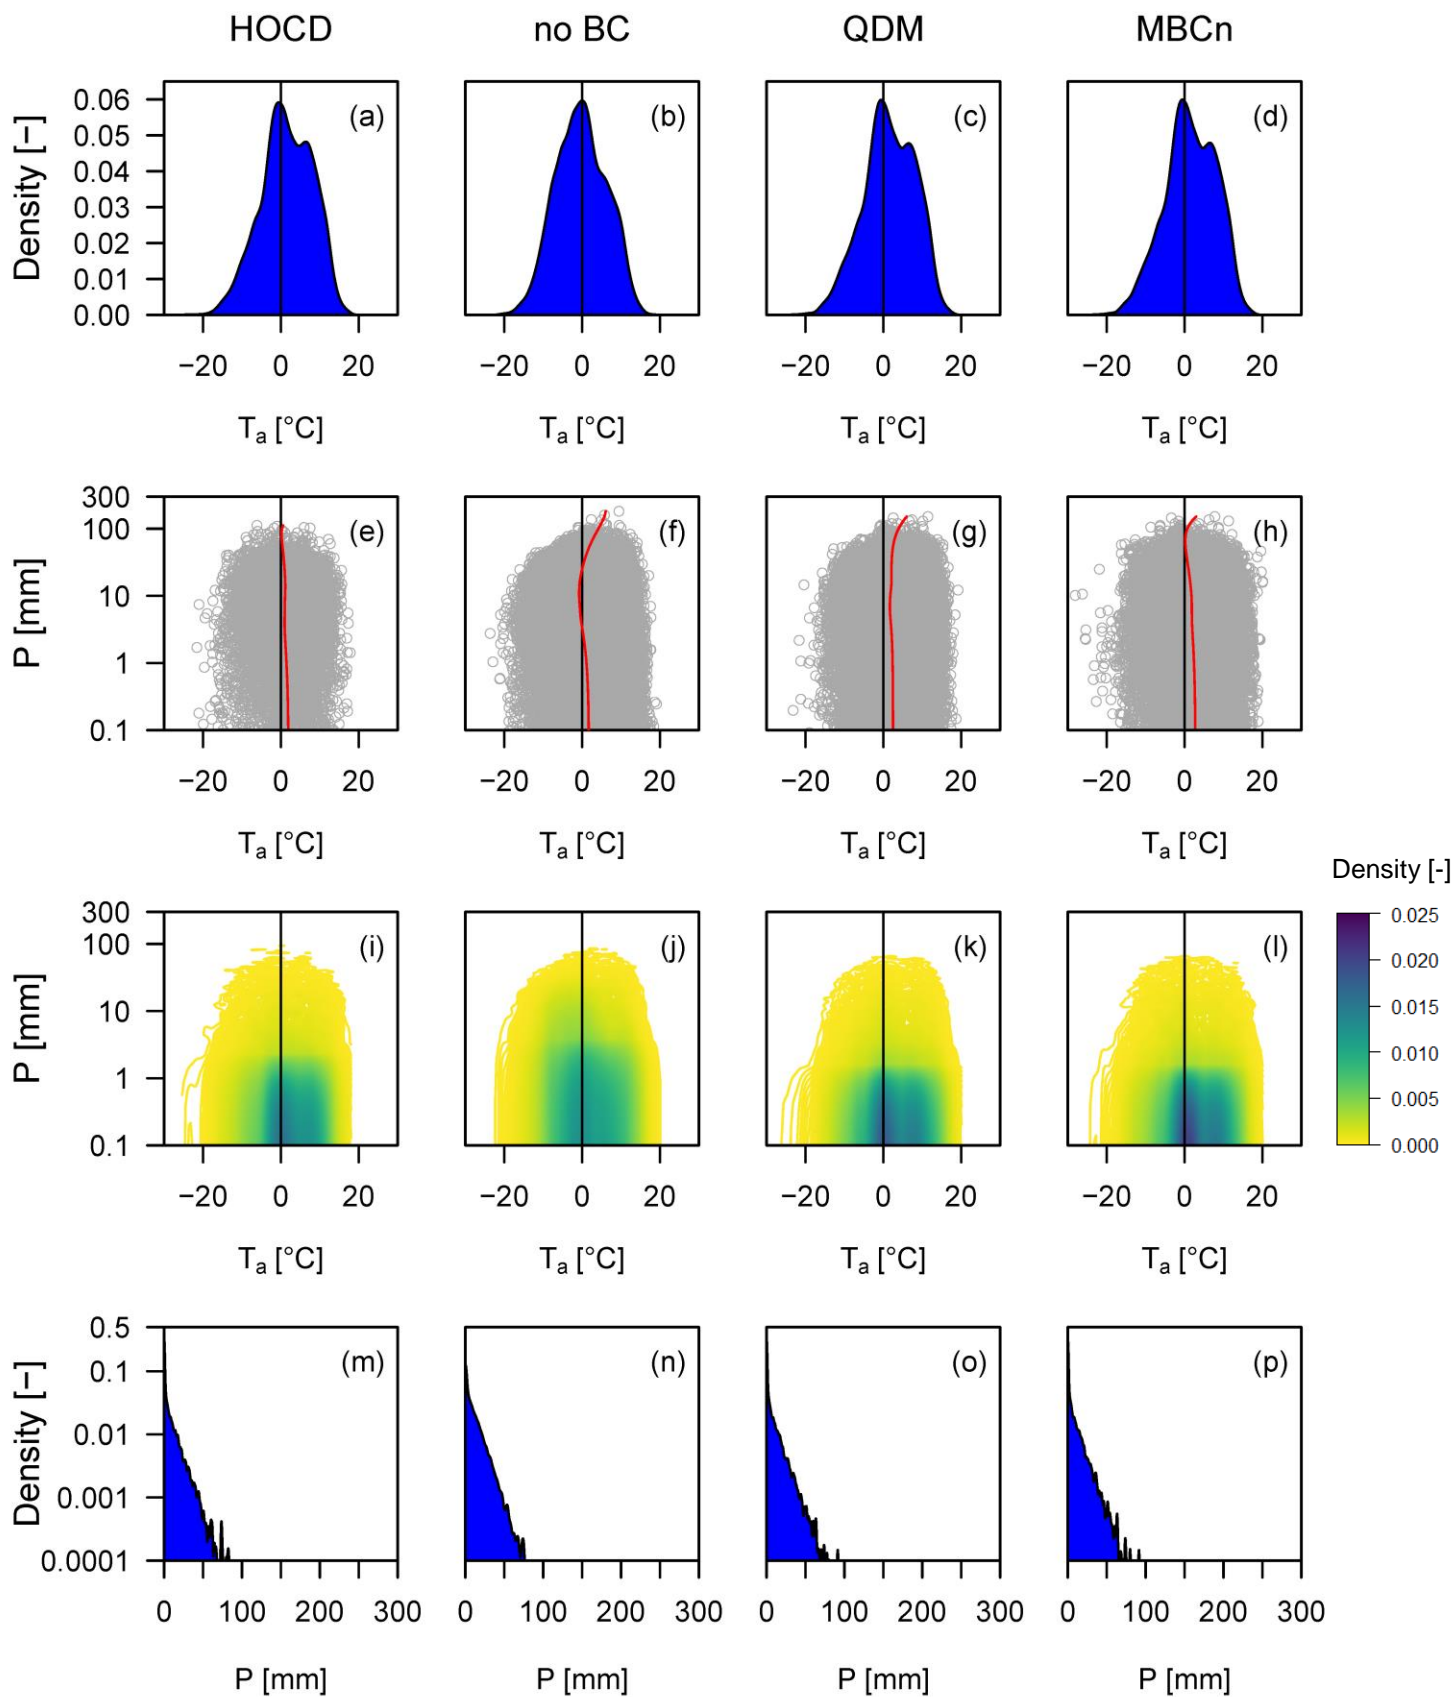 HOCD no BC QDM MBCn
Density [−] 0.06 0.05 0.04 0.03 0.02 0.01 0.00 (a) (b) (c) (d)
−20 0 20 −20 0 20 −20 0 20 −20 0 20
Ta [°C] Ta [°C] Ta [°C] Ta [°C]
P [mm] 300 100 10 1 0.1 (e) (f) (g) (h)
−20 0 20 −20 0 20 −20 0 20 −20 0 20
Ta [°C] Ta [°C] Ta [°C] Ta [°C]
Density [-]
P [mm] 300 100 10 1 0.1 (i) (j) (k) (l)
0.025
0.020
0.015
0.010
0.005
0.000
−20 0 20 −20 0 20 −20 0 20 −20 0 20
Ta [°C] Ta [°C] Ta [°C] Ta [°C]
Density [−] 0.5 0.1 0.01 0.001 0.0001 (m) (n) (o) (p)
0 100 200 300 0 100 200 300 0 100 200 300 0 100 200 300
P [mm] P [mm] P [mm] P [mm]